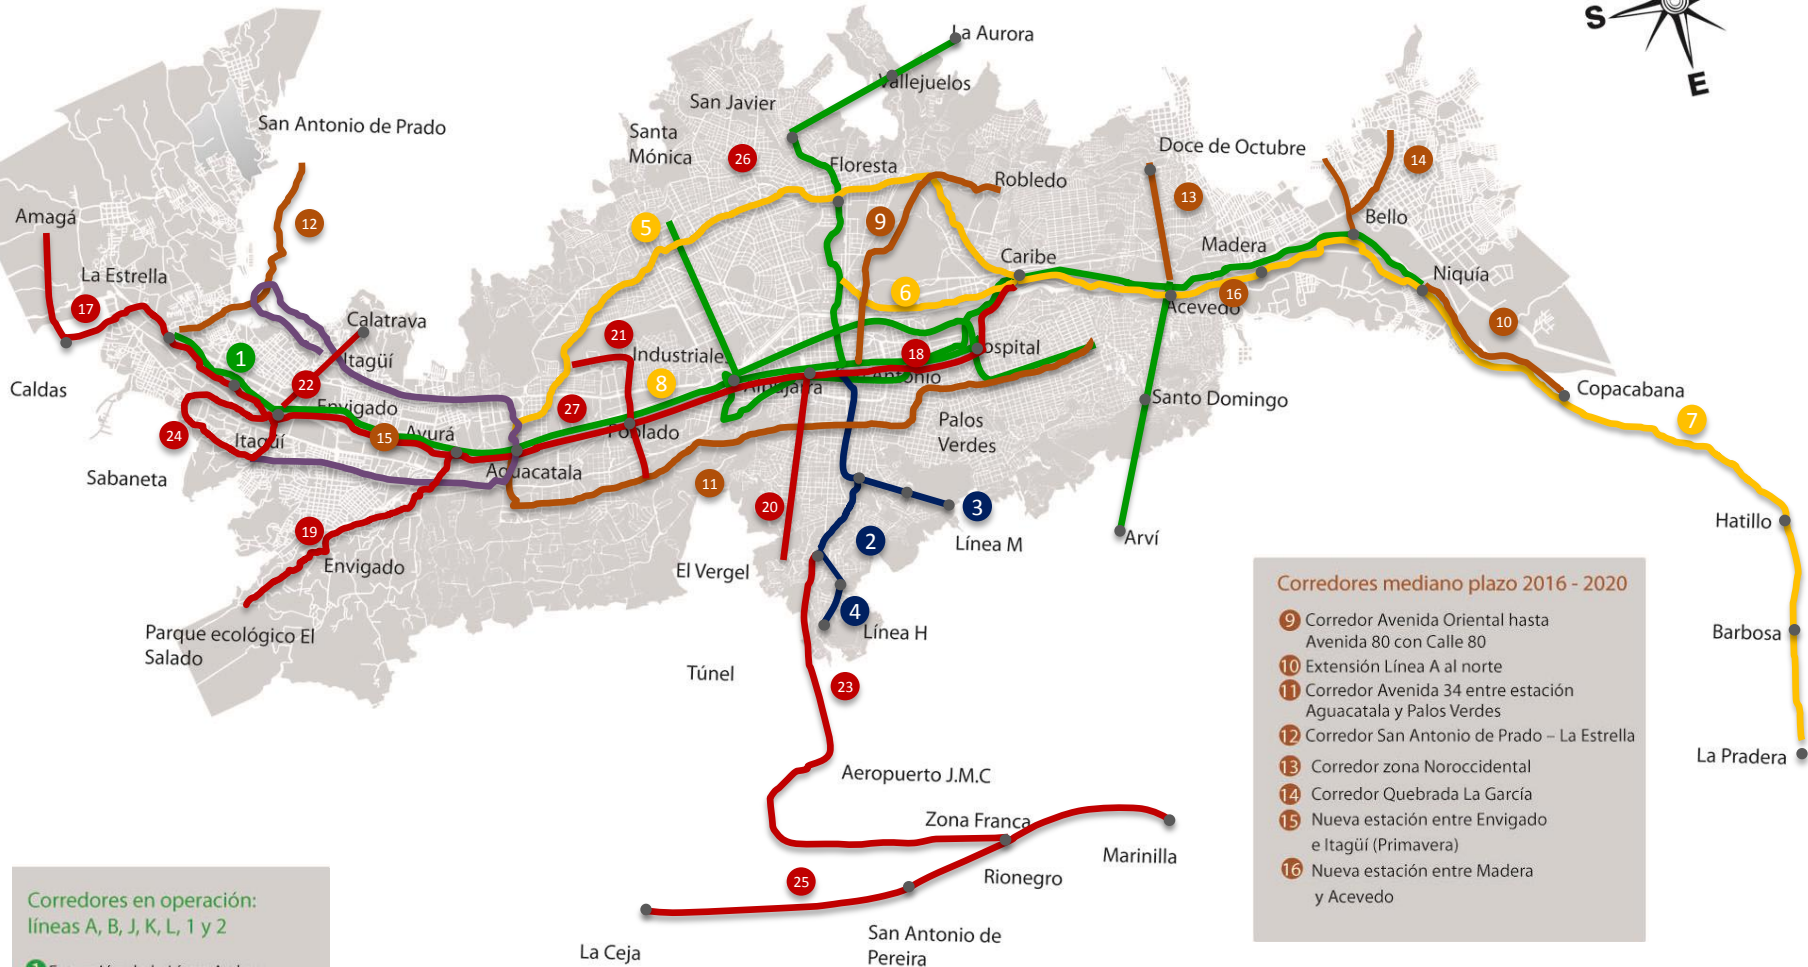 S
E
La Aurora
Vallejuelos
San Javier
San Antonio de Prado
Santa
Mónica
26
Floresta
Doce de Octubre
14
Robledo
13
Amagá
12
5
9
Bello
Madera
Caribe
La Estrella
Niquía
17
6
16
Acevedo
Calatrava
10
21
Industriale
18
ospital
1
Itagüí
22
8
Antonio
Caldas
Copacabana
Envigado
27
Santo Domingo
Palos
Verdes
7
24
Itagüí
15
Ayurá
Poblado
Sabaneta
Aguacatala
11
20
3
Hatillo
19
2
Línea M
Arví
Envigado
El Vergel
4
Línea H
Barbosa
Parque ecológico El
Salado
Túnel
23
La Pradera
Aeropuerto J.M.C
Zona Franca
Marinilla
25
Rionegro
San Antonio de
Pereira
La Ceja
Corredores mediano plazo 2016 - 2020
9 Corredor Avenida Oriental hasta
Avenida 80 con Calle 80
10 Extensión Línea A al norte
11 Corredor Avenida 34 entre estación
Aguacatala y Palos Verdes
12 Corredor San Antonio de Prado – La Estrella
13 Corredor zona Noroccidental
14 Corredor Quebrada La García
15 Nueva estación entre Envigado
e Itagüí (Primavera)
16 Nueva estación entre Madera
y Acevedo
Corredores en operación:
líneas A, B, J, K, L, 1 y 2